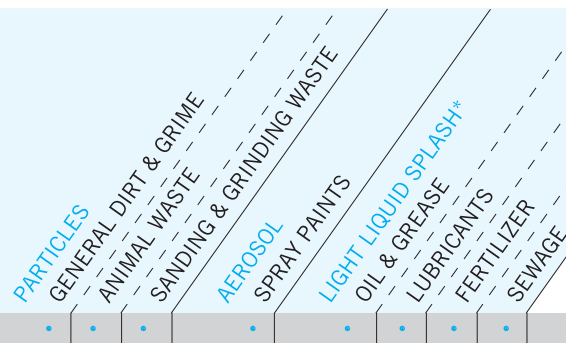 PARTICLES
GENERAL DIRT & GRIME
ANIMAL WASTE
SANDING & GRINDING WASTE
AEROSOL
SPRAY PAINTS
LIGHT LIQUID SPLASH*
OIL & GREASE
LUBRICANTS
FERTILIZER
SEWAGE